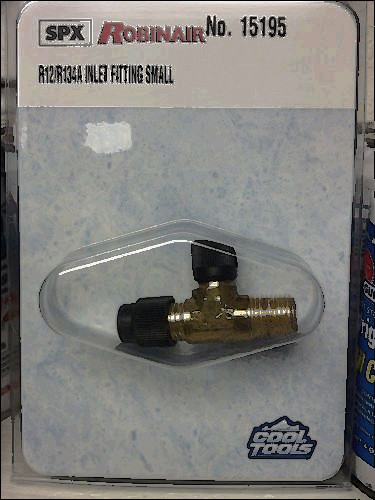 SPX ROBINAIR No. 15195
R12/R134A INLET FITTING SMALL
COOL
TOOLS